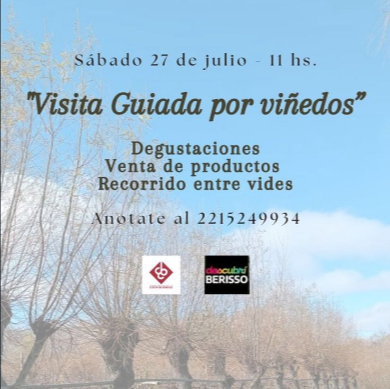 Sábado 27 de julio - 11 hs.
"Visita Guiada por viñedos”
Degustaciones
Venta de productos
Recorrido entre vides
Anotate al 2215249934
descubrí
BERISSO